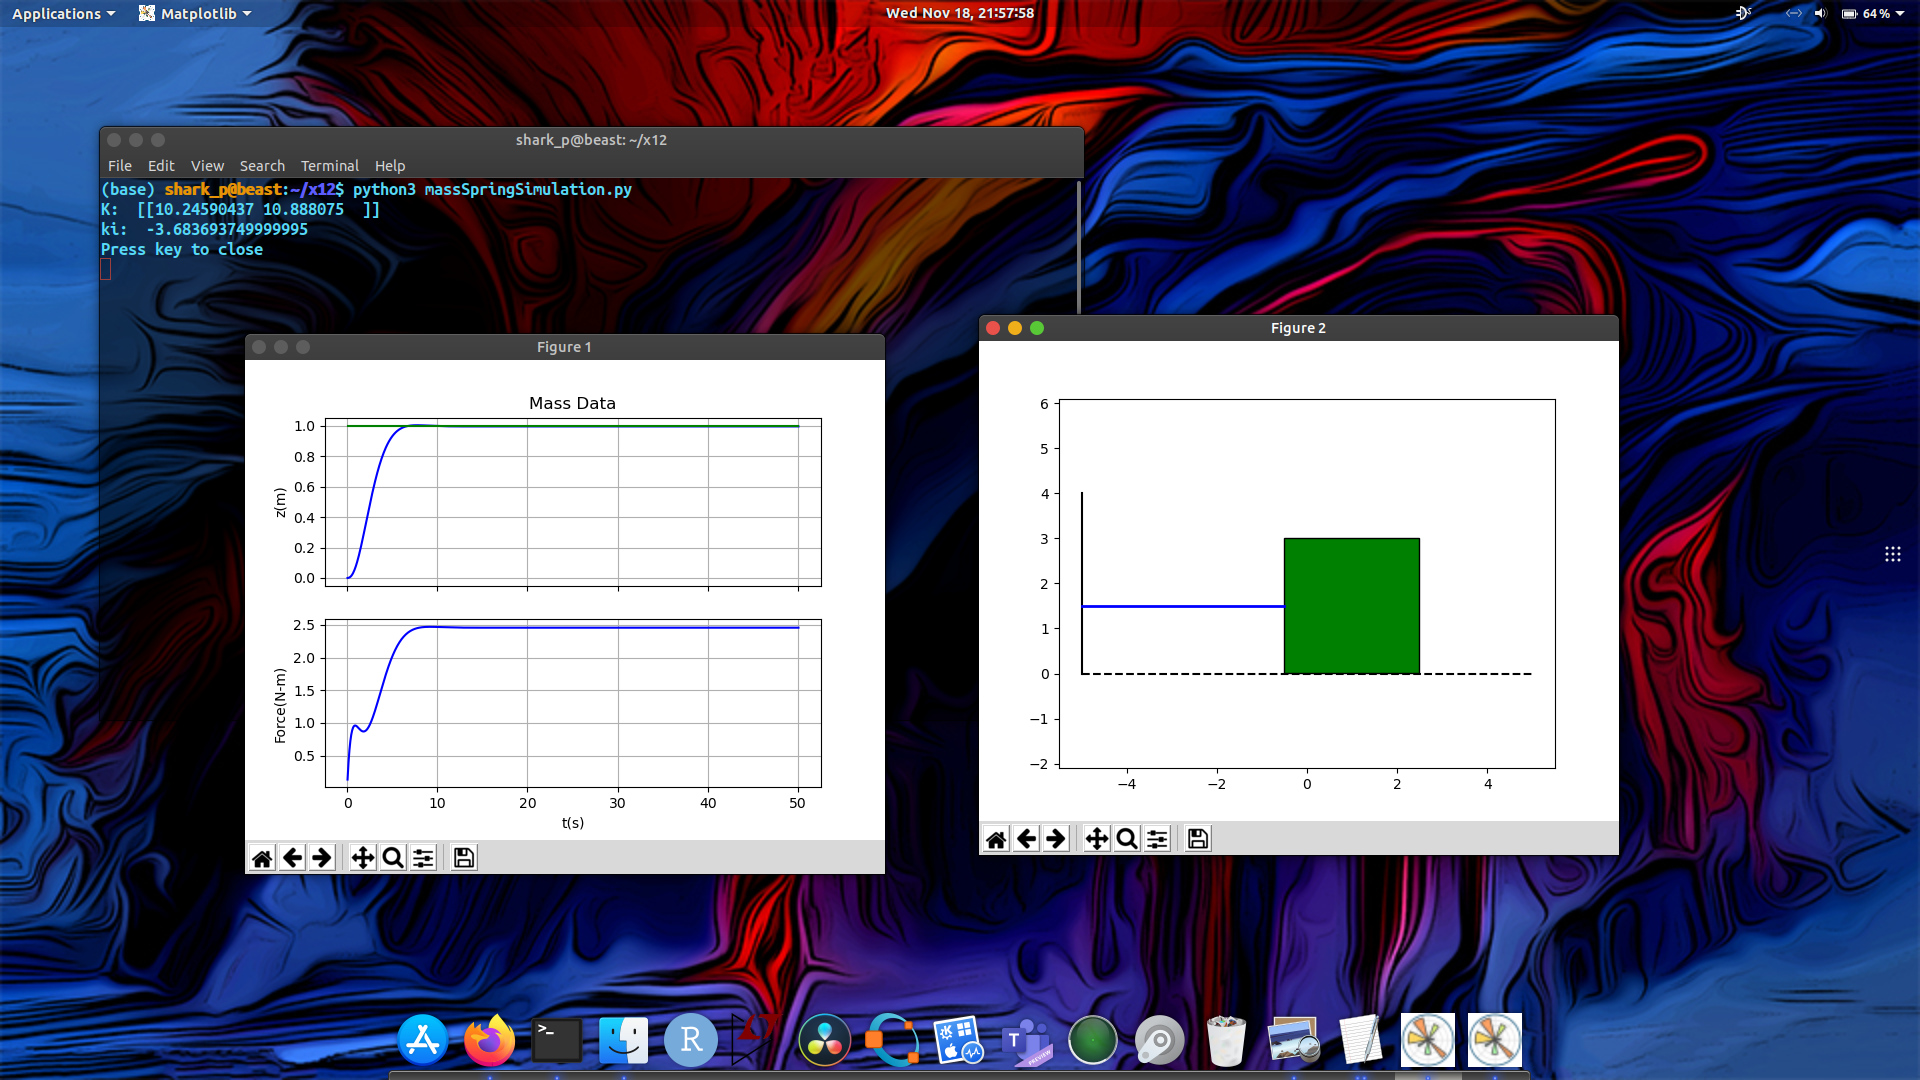 Applications Matplotlib Wed Nov 18, 21:57:58 64 %
shark_p@beast: ~/x12
File Edit View Search Terminal Help
(base) shark_p@beast:~/x12$ python3 massSpringSimulation.py
K:  [[10.24590437 10.888075  ]]
ki:  -3.683693749999995
Press key to close
Figure 1
Mass Data
1.0
0.8
0.6
0.4
0.2
0.0
z(m)
2.5
2.0
1.5
1.0
0.5
Force(N-m)
0 10 20 30 40 50
t(s)
Figure 2
6
5
4
3
2
1
0
−1
−2
−4 −2 0 2 4
>_
R
LT
K
T
PREVIEW